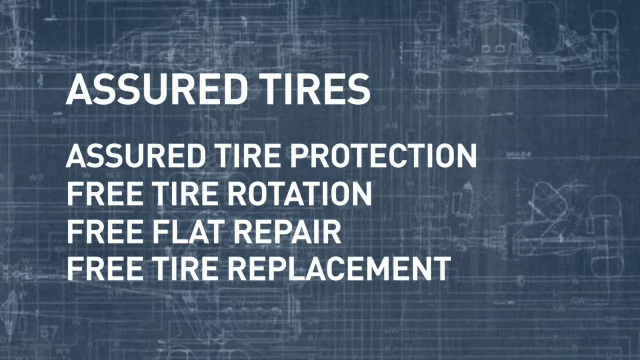 ASSURED TIRES
ASSURED TIRE PROTECTION
FREE TIRE ROTATION
FREE FLAT REPAIR
FREE TIRE REPLACEMENT